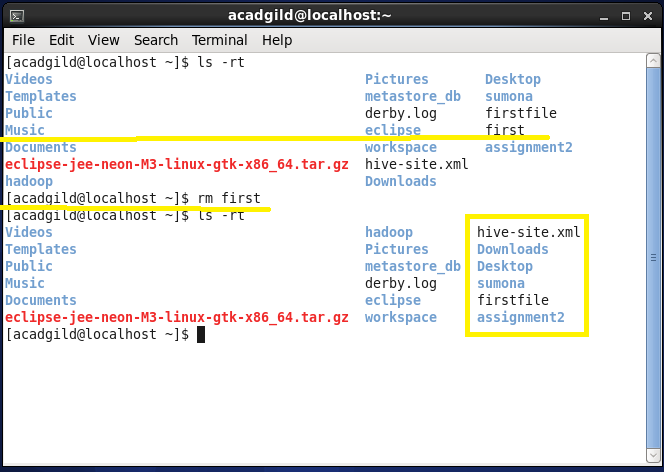 acadgild@localhost:~
File Edit View Search Terminal Help
[acadgild@localhost ~]$ ls -rt
Videos Pictures Desktop
Templates metastore_db sumona
Public derby.log firstfile
Music eclipse first
Documents workspace assignment2
eclipse-jee-neon-M3-linux-gtk-x86_64.tar.gz hive-site.xml
hadoop Downloads
[acadgild@localhost ~]$ rm first
[acadgild@localhost ~]$ ls -rt
Videos hadoop hive-site.xml
Templates Pictures Downloads
Public metastore_db Desktop
Music derby.log sumona
Documents eclipse firstfile
eclipse-jee-neon-M3-linux-gtk-x86_64.tar.gz workspace assignment2
[acadgild@localhost ~]$